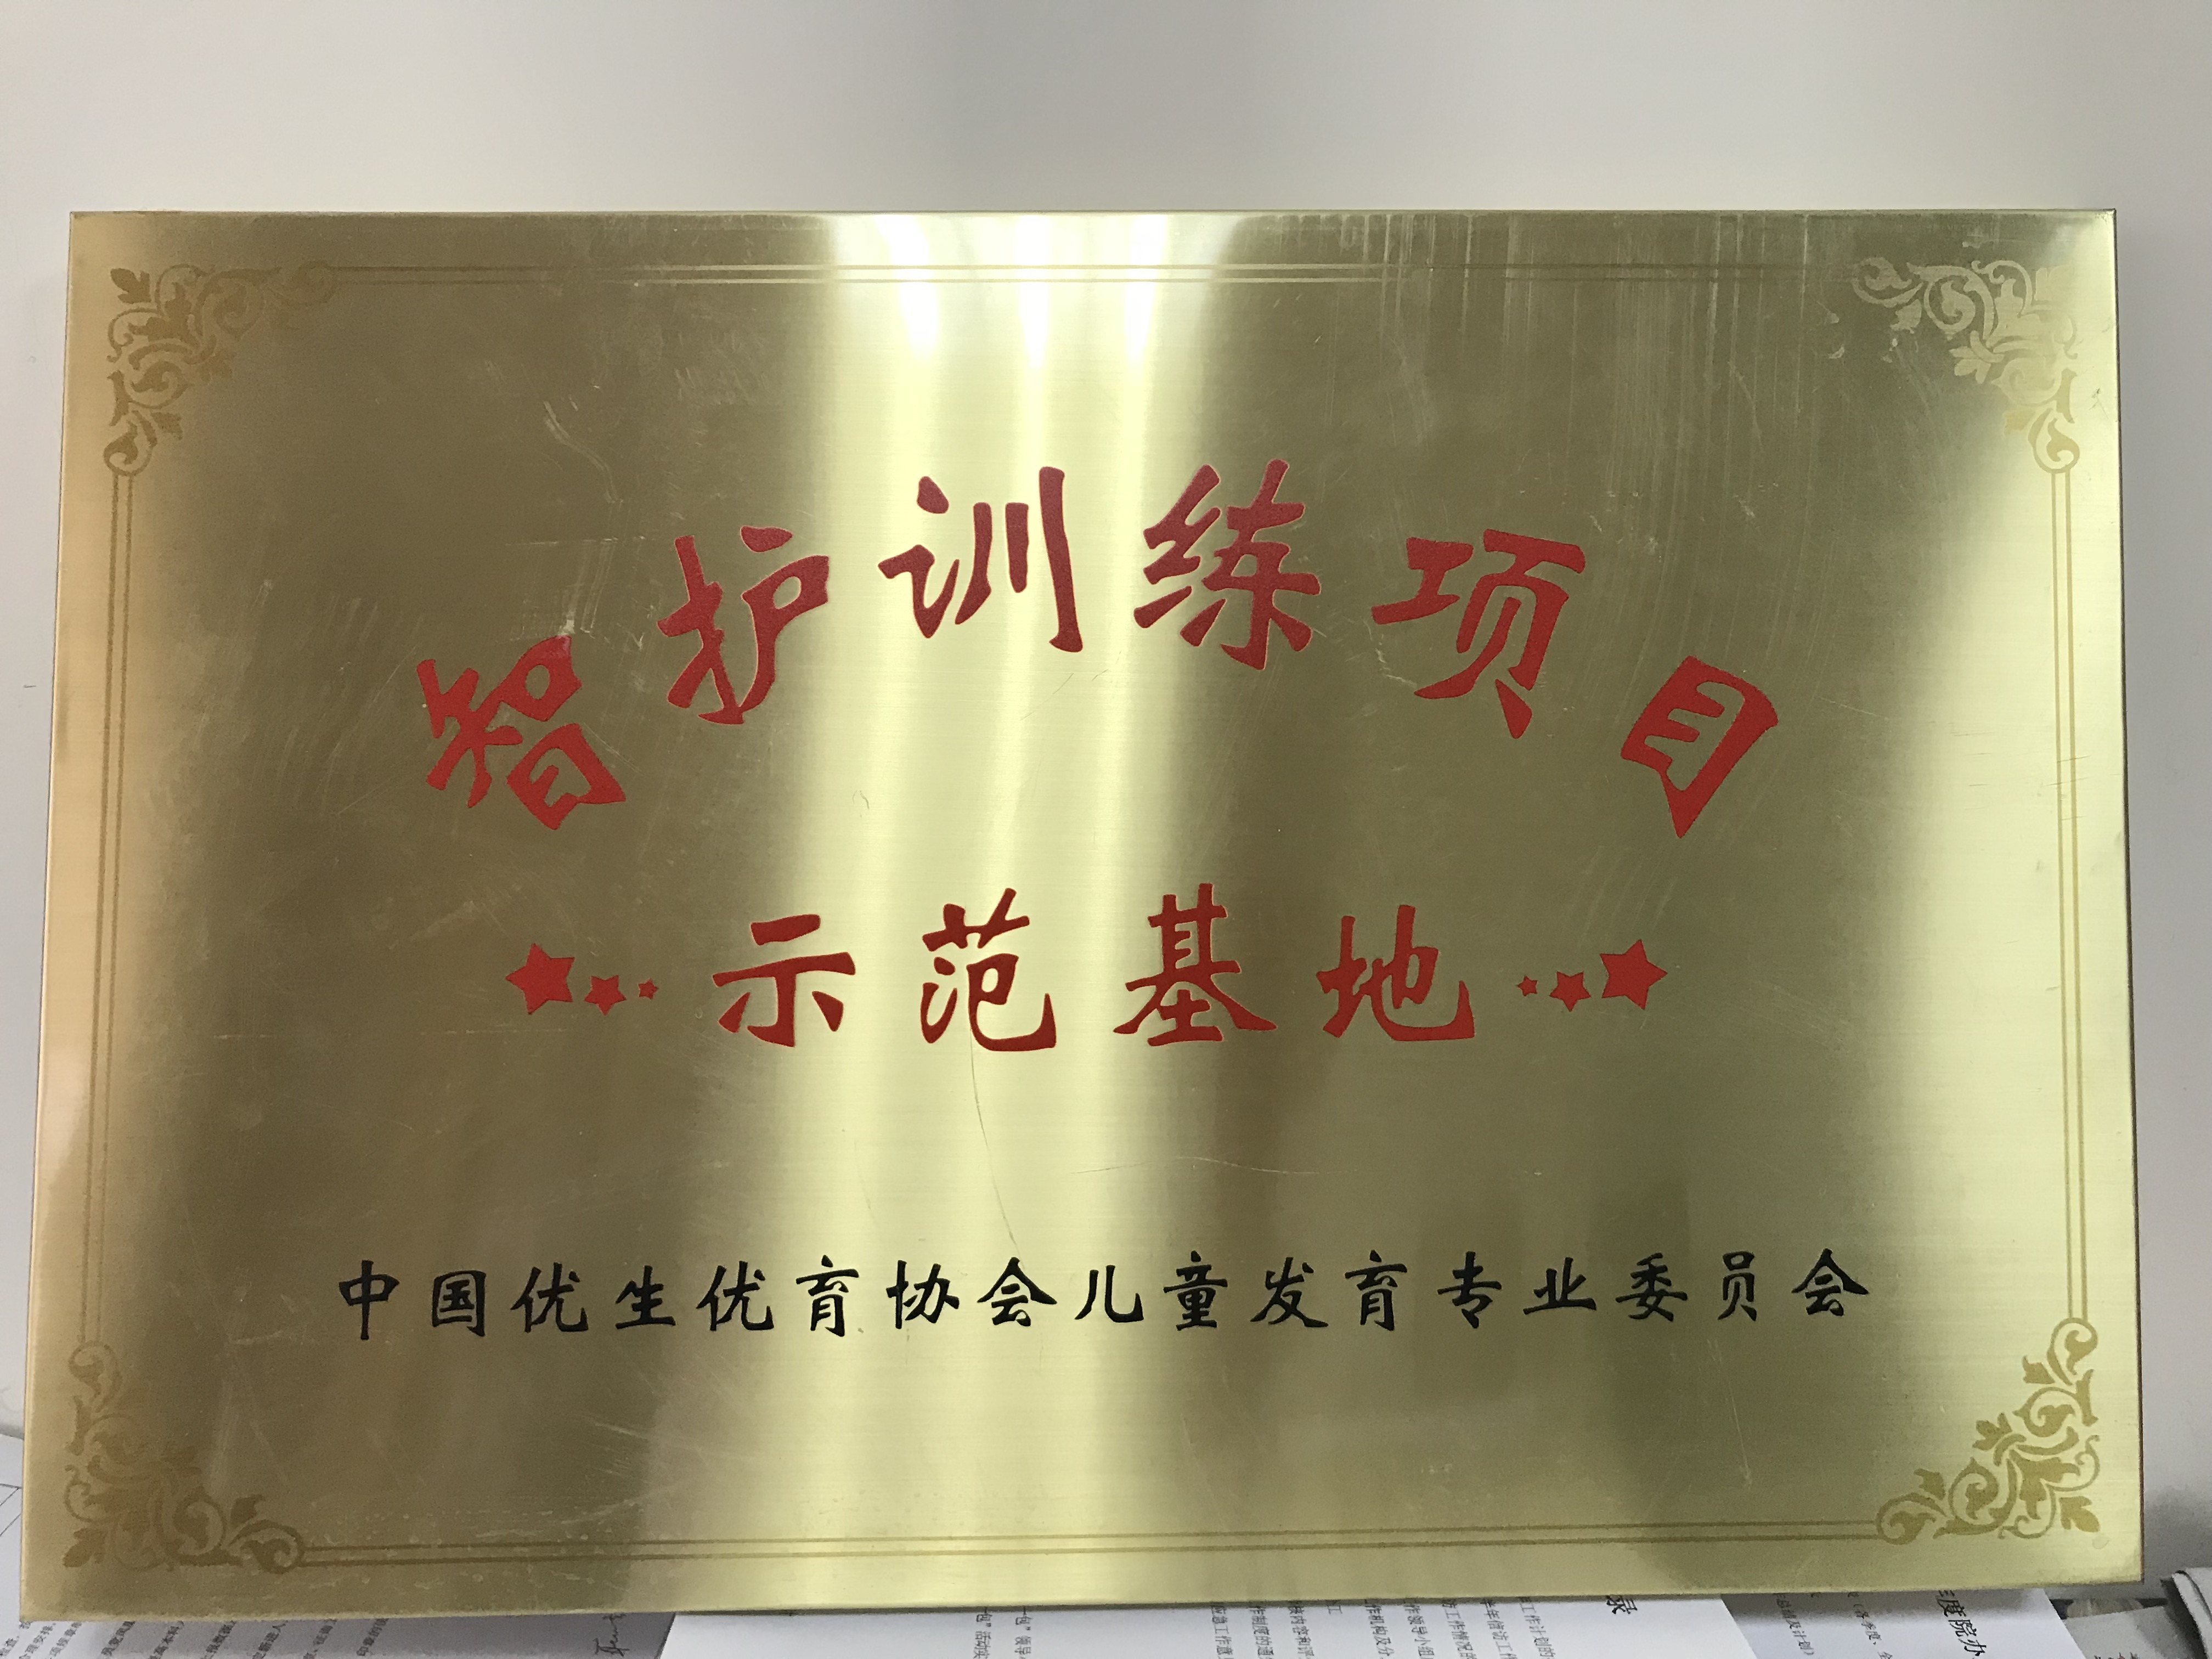 智护训练项目
示范基地
中国优生优育协会儿童发育专业委员会